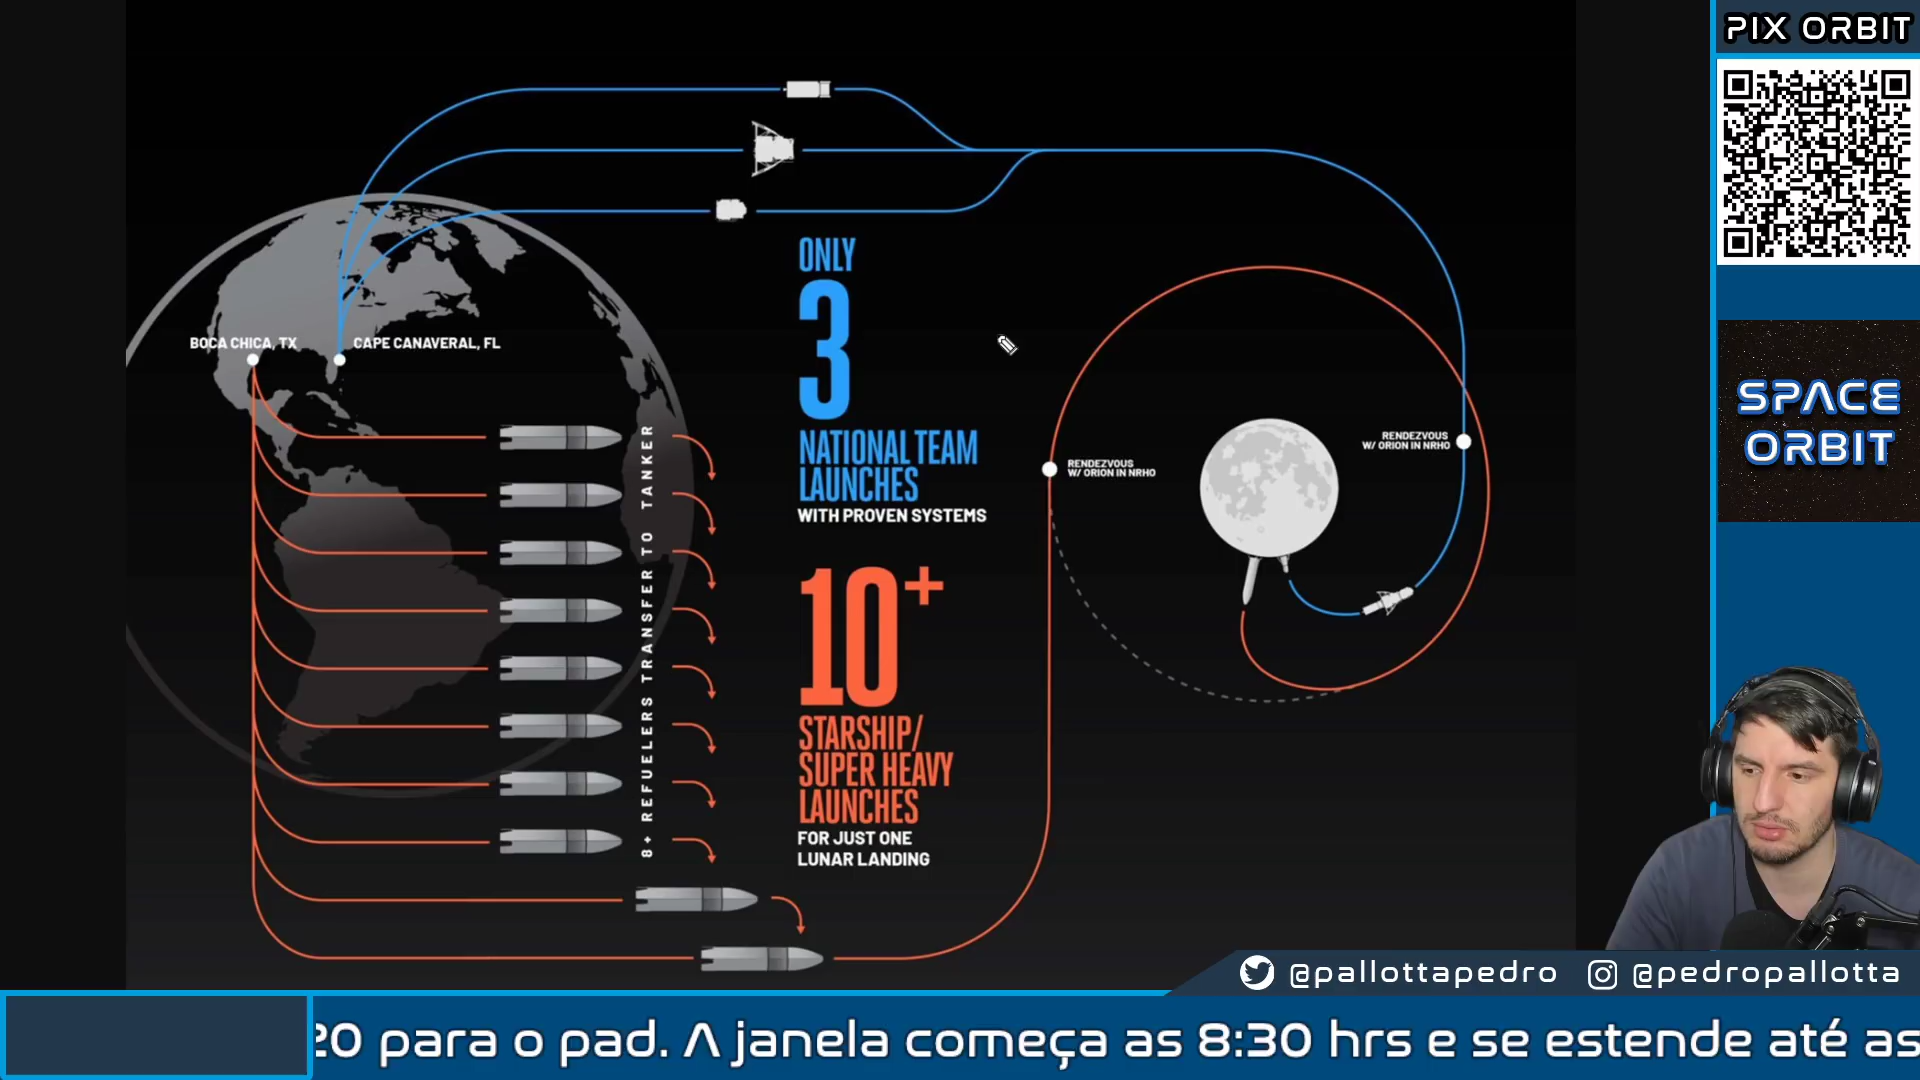 PIX ORBIT
ONLY
3
NATIONAL TEAM
LAUNCHES
WITH PROVEN SYSTEMS
BOCA CHICA, TX
CAPE CANAVERAL, FL
8+ REFUELERS TRANSFER TO TANKER
10+
STARSHIP/
SUPER HEAVY
LAUNCHES
FOR JUST ONE
LUNAR LANDING
RENDEZVOUS
W/ ORION IN NRHO
RENDEZVOUS
W/ ORION IN NRHO
SPACE
ORBIT
@pallottapedro
@pedropallotta
20 para o pad. A janela começa as 8:30 hrs e se estende até as